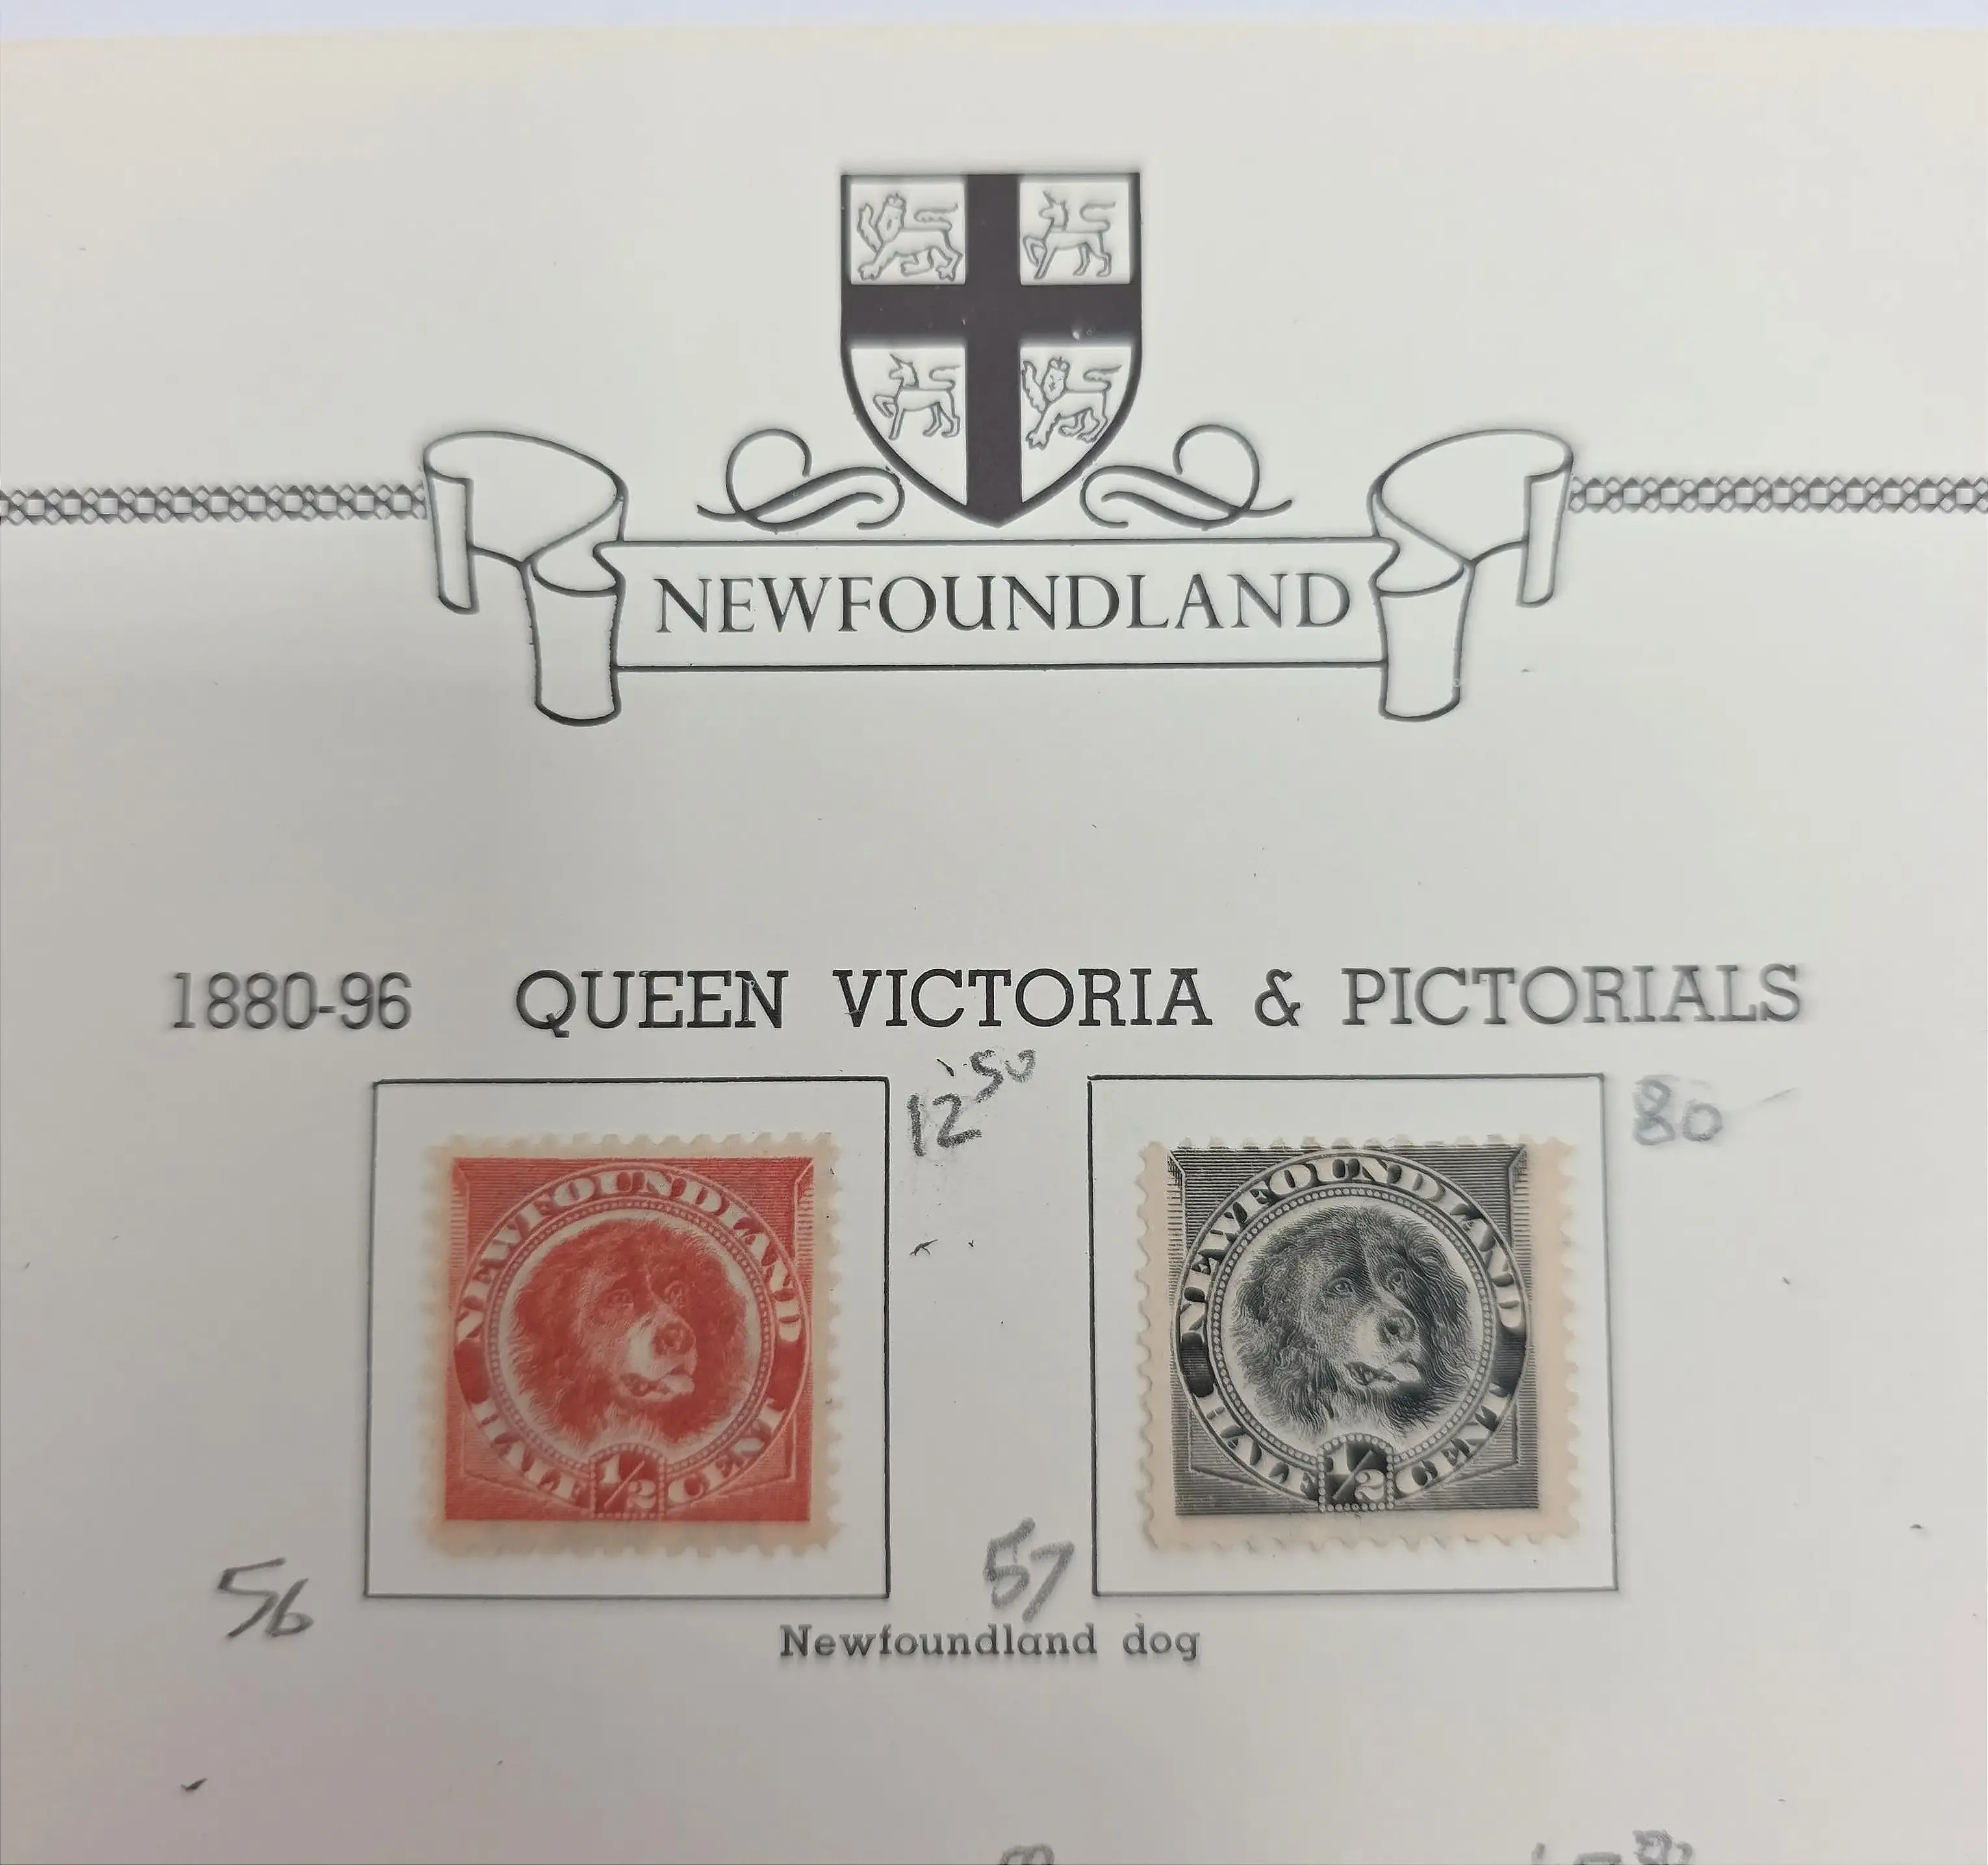 NEWFOUNDLAND
1880-96 QUEEN VICTORIA & PICTORIALS
12.50
80
NEWFOUNDLAND
HALF 1/2 CENT
NEWFOUNDLAND
HALF 1/2 CENT
56
57
Newfoundland dog